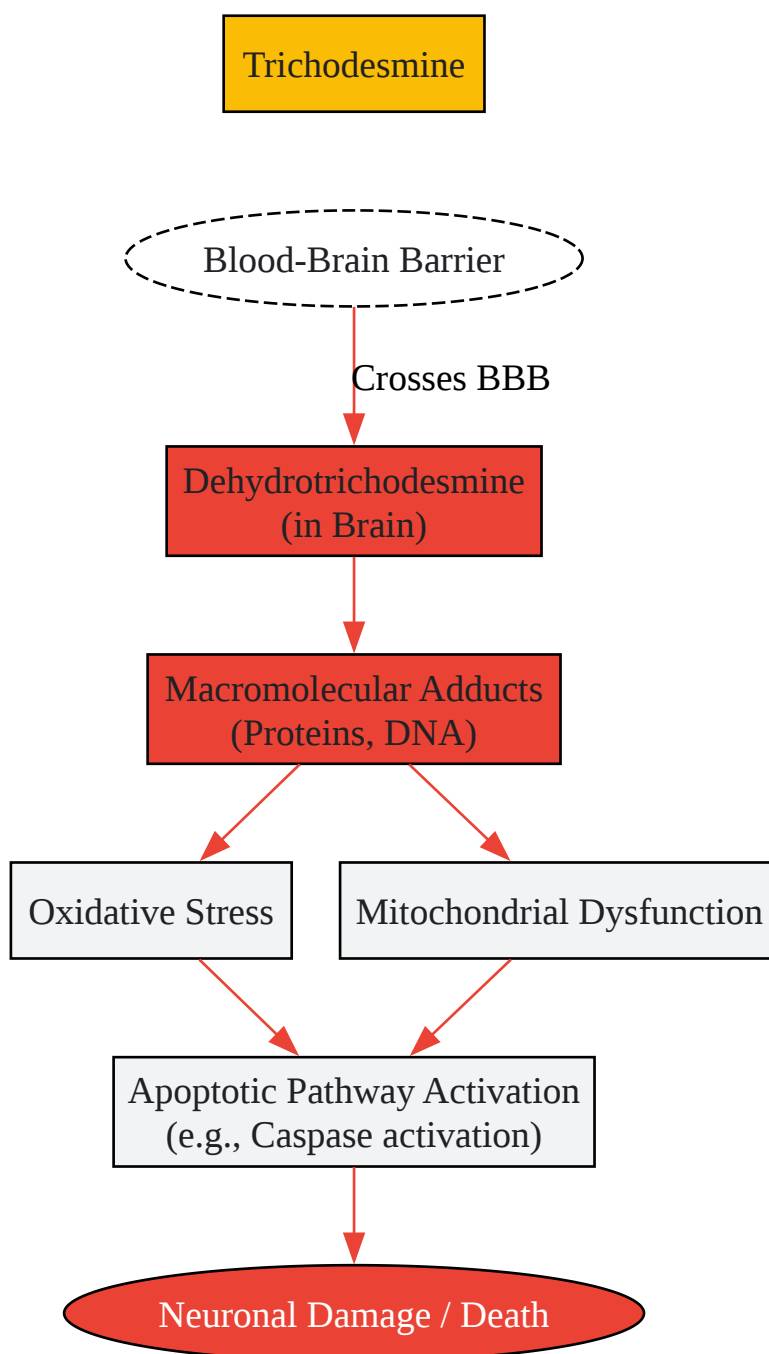 Trichodesmine
Blood-Brain Barrier
Crosses BBB
Dehydrotrichodesmine
(in Brain)
Macromolecular Adducts
(Proteins, DNA)
Oxidative Stress
Mitochondrial Dysfunction
Apoptotic Pathway Activation
(e.g., Caspase activation)
Neuronal Damage / Death